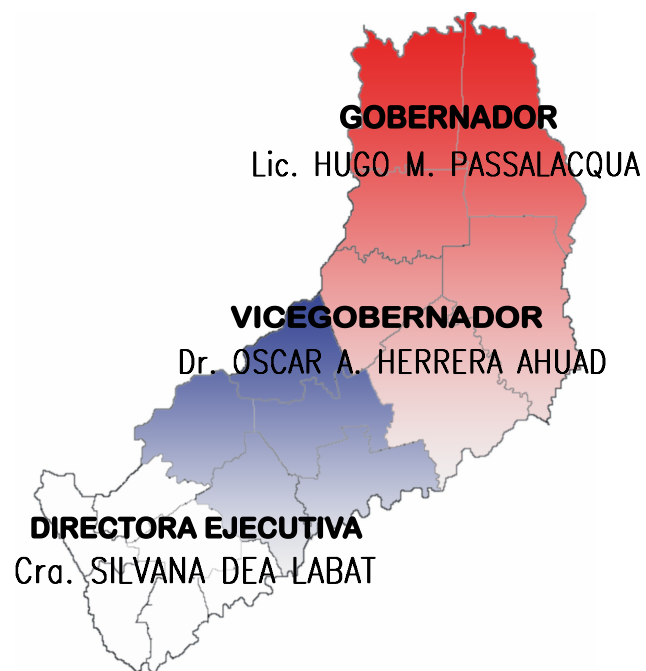 GOBERNADOR
Lic. HUGO M. PASSALACQUA
VICEGOBERNADOR
Dr. OSCAR A. HERRERA AHUAD
DIRECTORA EJECUTIVA
Cra. SILVANA DEA LABAT